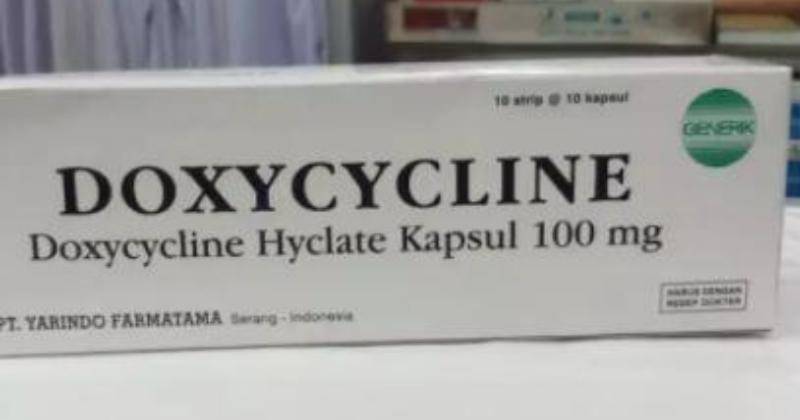 10 strip @ 10 kapsul
GENERIK
DOXYCYCLINE
Doxycycline Hyclate Kapsul 100 mg
HARUS DENGAN
RESEP DOKTER
PT. YARINDO FARMATAMA Serang - Indonesia